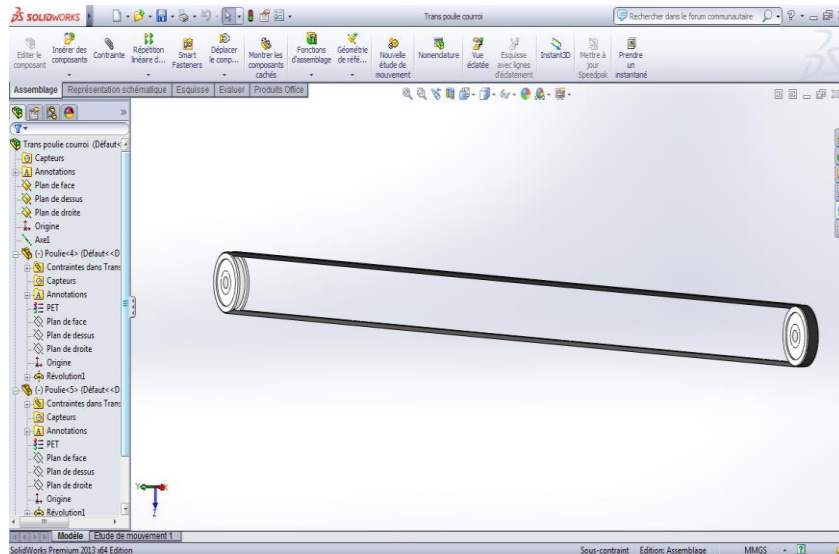 SOLIDWORKS
Trans poulie courroi
Rechercher dans le forum communautaire
Editer le composant
Insérer des composants
Contrainte
Répétition linéaire d...
Smart Fasteners
Déplacer le comp...
Montrer les composants cachés
Fonctions d'assemblage
Géométrie de réfé...
Nouvelle étude de mouvement
Nomenclature
Vue éclatée
Esquisse avec lignes d'éclatement
Instant3D
Mettre à jour Speedpak
Prendre un instantané
Assemblage Représentation schématique Esquisse Evaluer Produits Office
Trans poulie courroi (Défaut<
Capteurs
Annotations
Plan de face
Plan de dessus
Plan de droite
Origine
Axe1
(-) Poulie<4> (Défaut<<D
Contraintes dans Trans
Capteurs
Annotations
PET
Plan de face
Plan de dessus
Plan de droite
Origine
Révolution1
(-) Poulie<5> (Défaut<<D
Contraintes dans Trans
Capteurs
Annotations
PET
Plan de face
Plan de dessus
Plan de droite
Origine
Révolution1
Y X
Z
Modèle Etude de mouvement 1
SolidWorks Premium 2013 x64 Edition Sous-contraint Edition: Assemblage MMGS